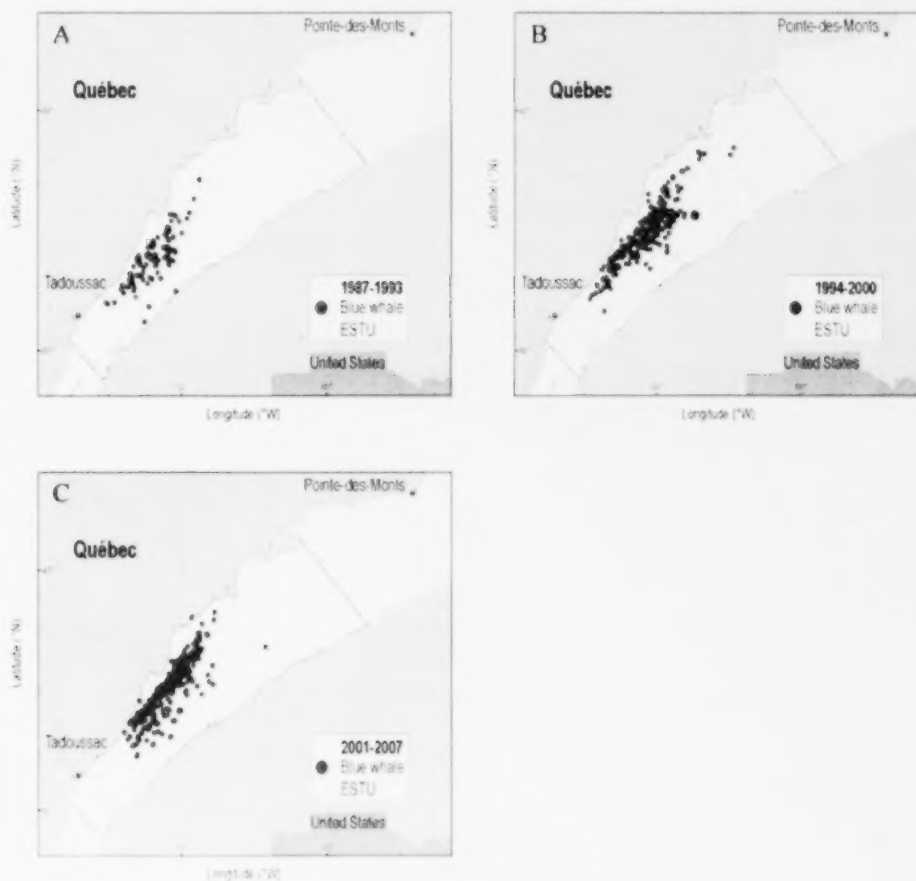 A
Pointe-des-Monts
Québec
Latitude (°N)
Tadoussac
1987-1993
Blue whale
ESTU
United States
Longitude (°W)
B
Pointe-des-Monts
Québec
Latitude (°N)
Tadoussac
1994-2000
Blue whale
ESTU
United States
Longitude (°W)
C
Pointe-des-Monts
Québec
Latitude (°N)
Tadoussac
2001-2007
Blue whale
ESTU
United States
Longitude (°W)